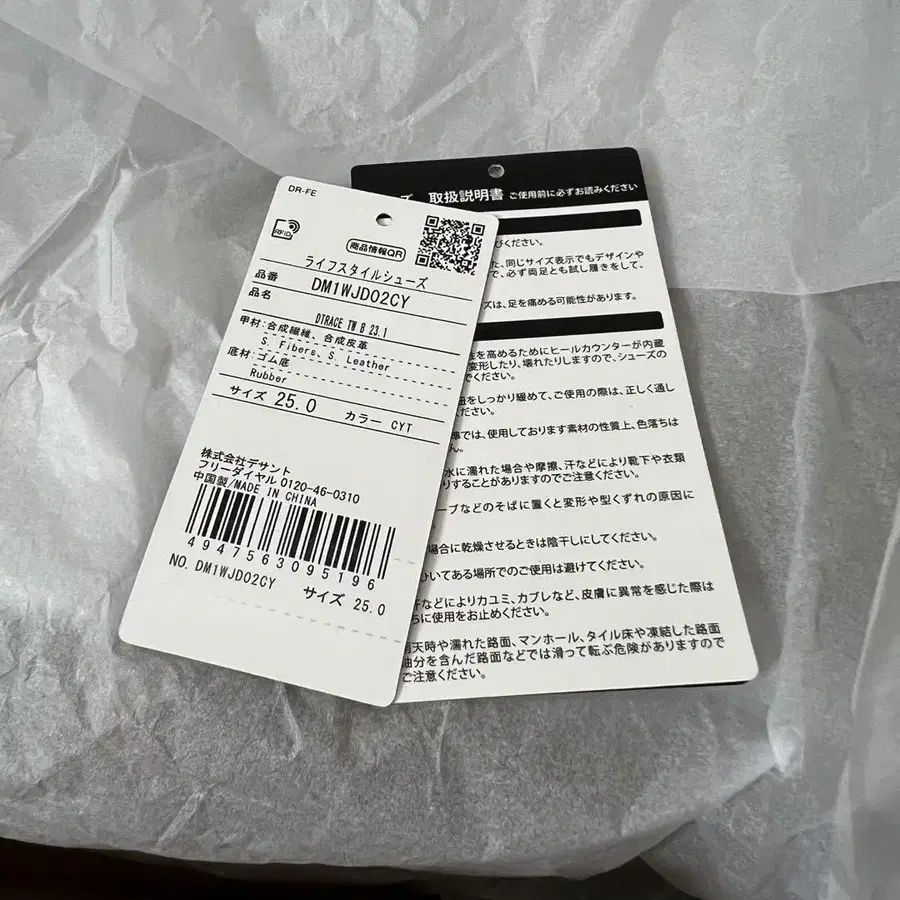 DR-FE
RFID
商品情報QR
ライフスタイルシューズ
品番 DM1WJD02CY
品名
DTRACE TW B 23.1
甲材:合成繊維、合成皮革
S. Fibers, S. Leather
底材:ゴム底
Rubber
サイズ 25.0 カラー CYT
株式会社デサント
フリーダイヤル 0120-46-0310
中国製/MADE IN CHINA
4947563095196
NO. DM1WJD02CY
サイズ 25.0
ズ 取扱説明書 ご使用前に必ずお読みください
ください。
た、同じサイズ表示でもデザインや
で、必ず両足とも試し履きをして、
ズは、足を痛める可能性があります。
性を高めるためにヒールカウンターが内蔵
変形したり、壊れたりしますので、シューズの
でください。
をしっかり緩めて、ご使用の際は、正しく通し
ださい。
準では、使用しております素材の性質上、色落ちは
ん。
水に濡れた場合や摩擦、汗などにより靴下や衣類
りすることがありますのでご注意ください。
ーブなどのそばに置くと変形や型くずれの原因に
場合に乾燥させるときは陰干しにしてください。
ひいてある場所でのご使用は避けてください。
などによりカユミ、カブレなど、皮膚に異常を感じた際は
ちに使用をお止めください。
雨天時や濡れた路面、マンホール、タイル床や凍結した路面
油分を含んだ路面などでは滑って転ぶ危険がありますので
ご注意ください。